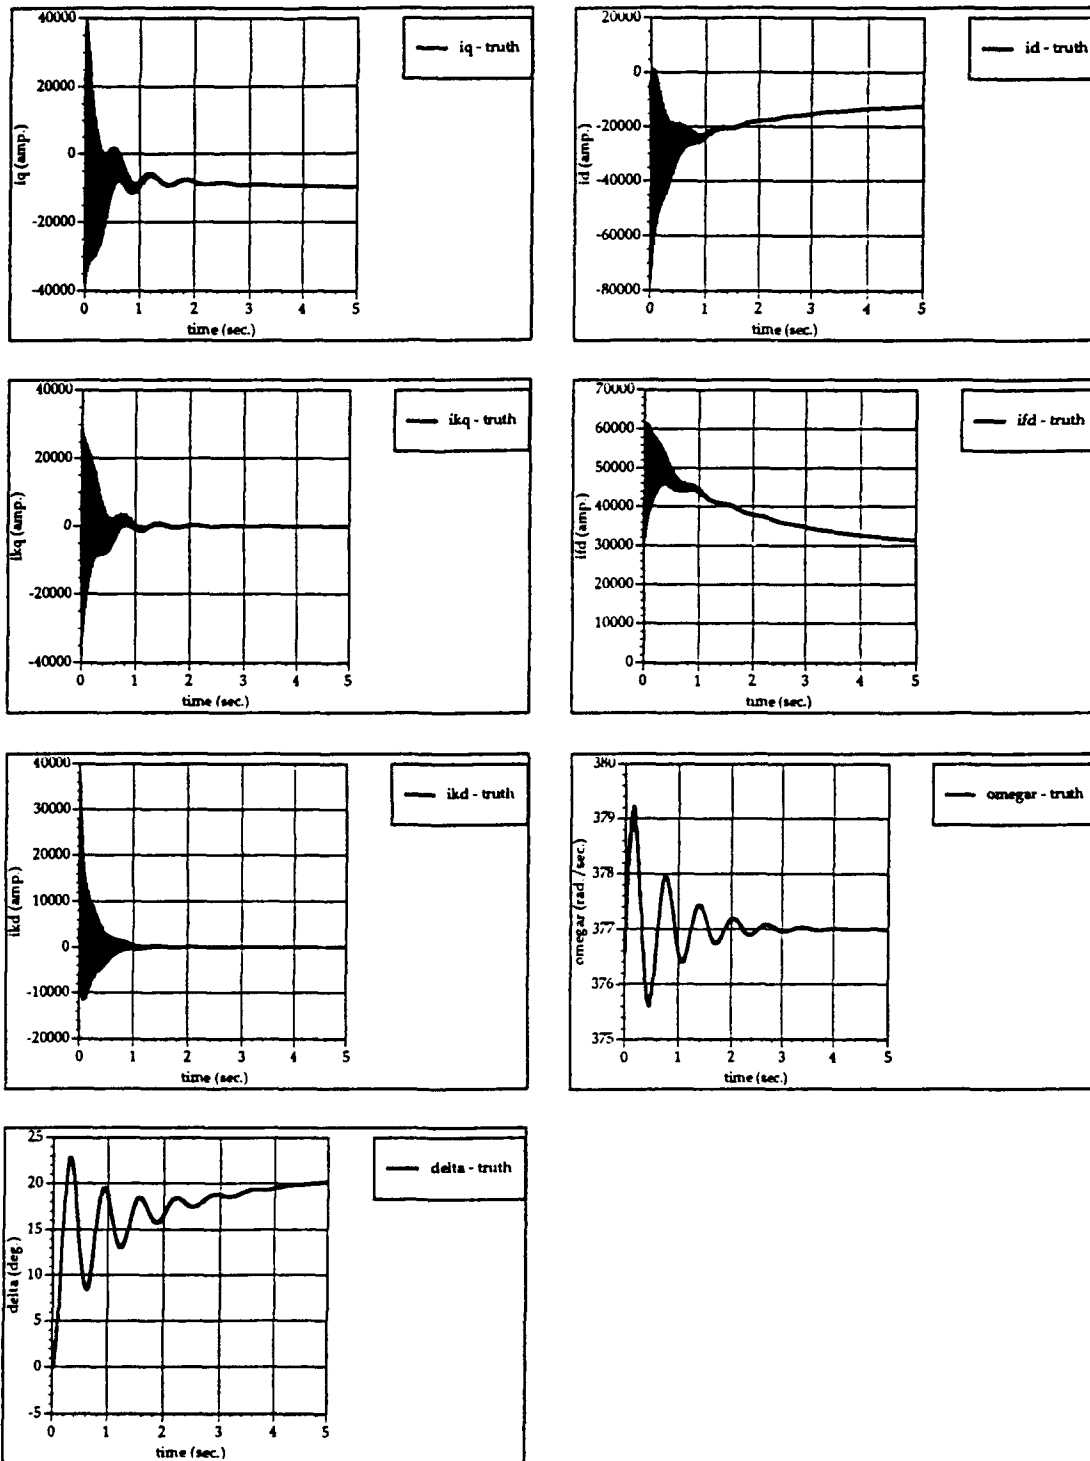 40000
20000
0
-20000
-40000
iq (amp.)
0 1 2 3 4 5
time (sec.)
iq - truth
20000
0
-20000
-40000
-60000
-80000
id (amp.)
0 1 2 3 4 5
time (sec.)
id - truth
40000
20000
0
-20000
-40000
ikq (amp.)
0 1 2 3 4 5
time (sec.)
ikq - truth
70000
60000
50000
40000
30000
20000
10000
0
ifd (amp.)
0 1 2 3 4 5
time (sec.)
ifd - truth
40000
30000
20000
10000
0
-10000
-20000
ikd (amp.)
0 1 2 3 4 5
time (sec.)
ikd - truth
380
379
378
377
376
375
omegar (rad./sec.)
0 1 2 3 4 5
time (sec.)
omegar - truth
25
20
15
10
5
0
-5
delta (deg.)
0 1 2 3 4 5
time (sec.)
delta - truth